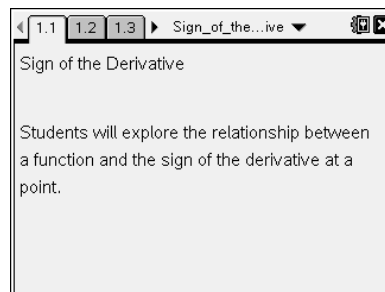 1.1 1.2 1.3 Sign_of_the...ive
Sign of the Derivative
Students will explore the relationship between
a function and the sign of the derivative at a
point.